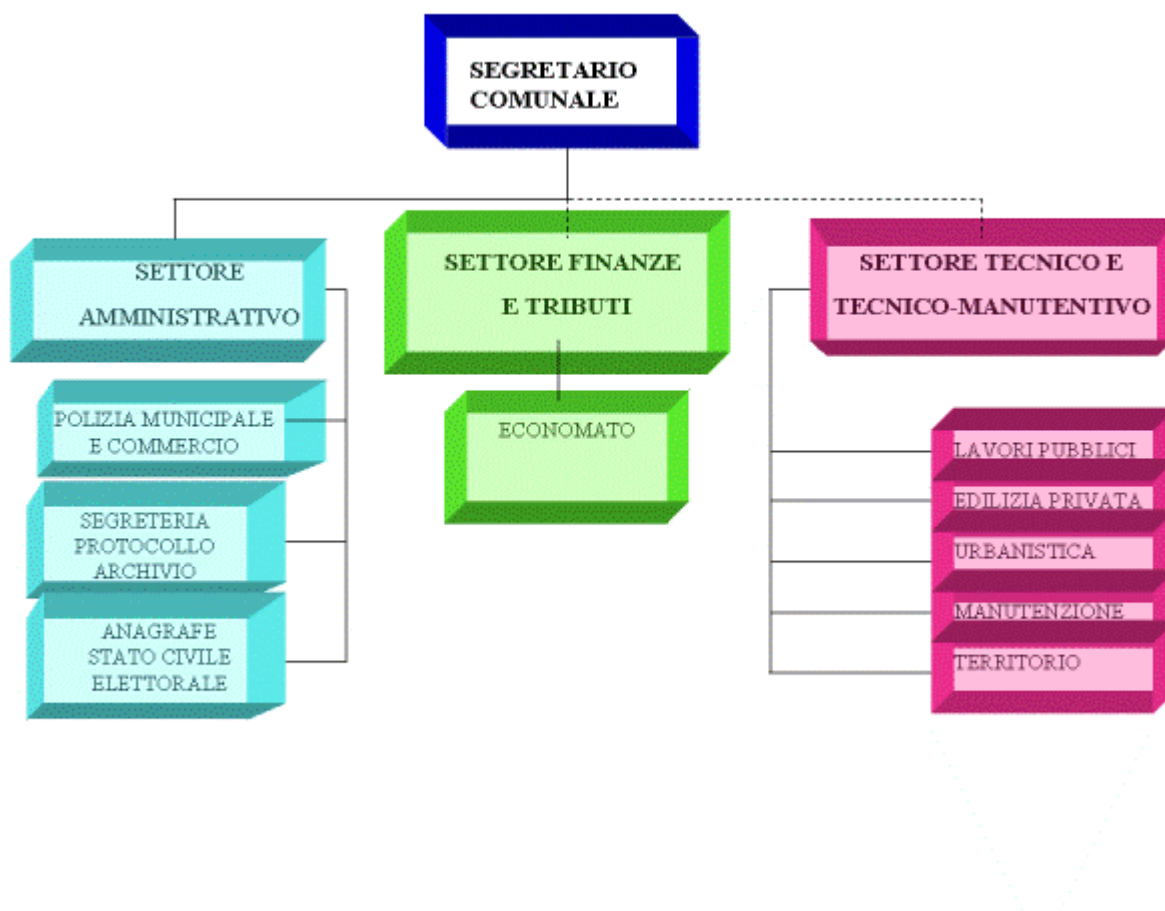 SEGRETARIO
COMUNALE
SETTORE
AMMINISTRATIVO
SETTORE FINANZE
E TRIBUTI
SETTORE TECNICO E
TECNICO-MANUTENTIVO
POLIZIA MUNICIPALE
E COMMERCIO
SEGRETERIA
PROTOCOLLO
ARCHIVIO
ANAGRAFE
STATO CIVILE
ELETTORALE
ECONOMATO
LAVORI PUBBLICI
EDILIZIA PRIVATA
URBANISTICA
MANUTENZIONE
TERRITORIO